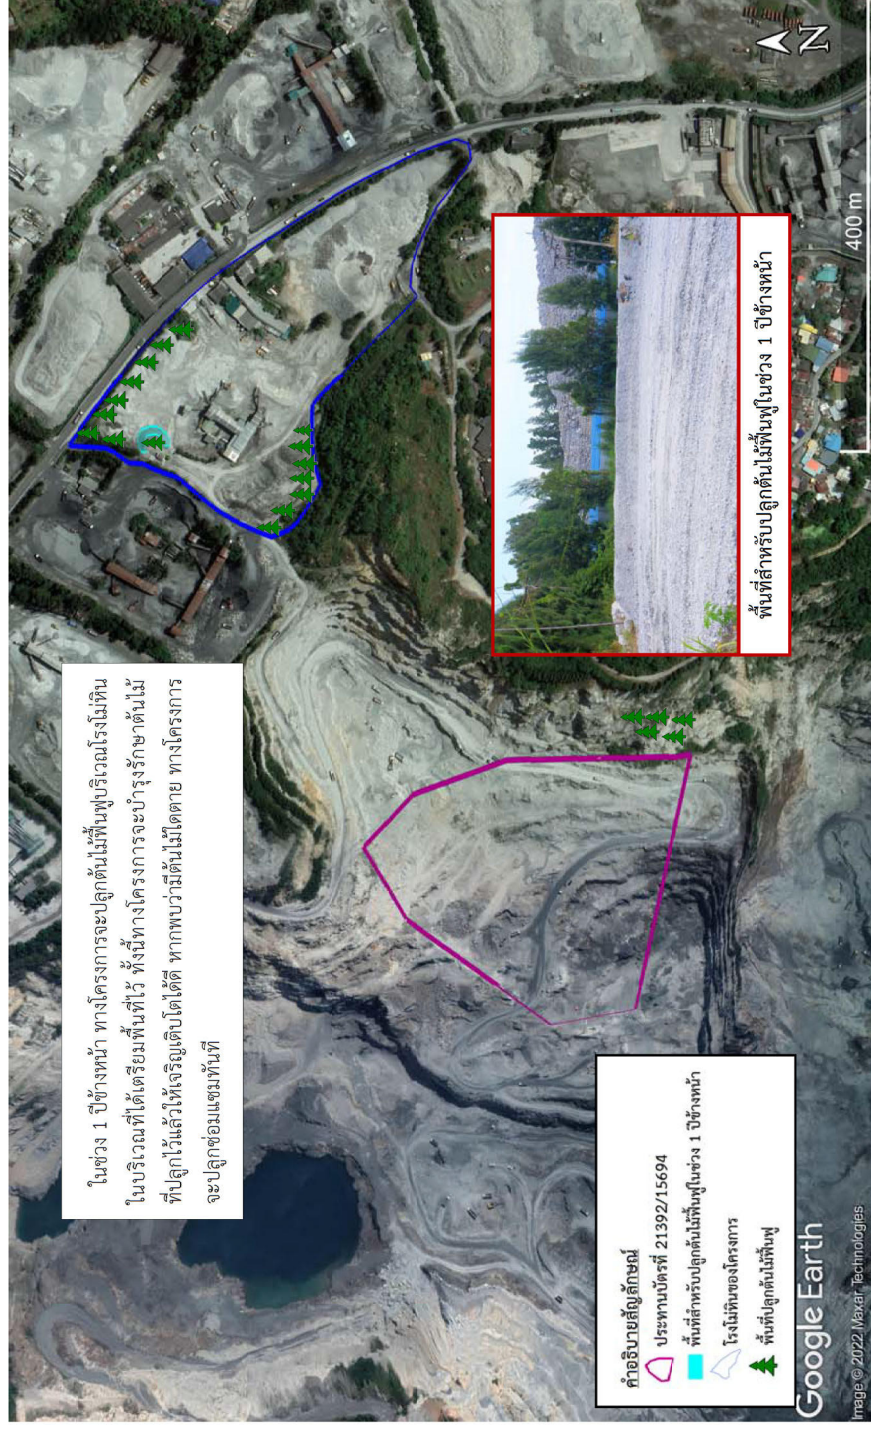 ในช่วง 1 ปีข้างหน้า ทางโครงการจะปลูกต้นไม้ฟื้นฟูบริเวณโรงโม่หิน
ในบริเวณที่ได้เตรียมพื้นที่ไว้ ทั้งนี้ทางโครงการจะบำรุงรักษาต้นไม้
ที่ปลูกไว้แล้วให้เจริญเติบโตได้ดี หากพบว่ามีต้นไม้ใดตาย ทางโครงการ
จะปลูกซ่อมแซมทันที
N
พื้นที่สำหรับปลูกต้นไม้ฟื้นฟูในช่วง 1 ปีข้างหน้า
คำอธิบายสัญลักษณ์
ประทานบัตรที่ 21392/15694
พื้นที่สำหรับปลูกต้นไม้ฟื้นฟูในช่วง 1 ปีข้างหน้า
โรงโม่หินของโครงการ
พื้นที่ปลูกต้นไม้ฟื้นฟู
Google Earth
Image © 2022 Maxar Technologies
400 m